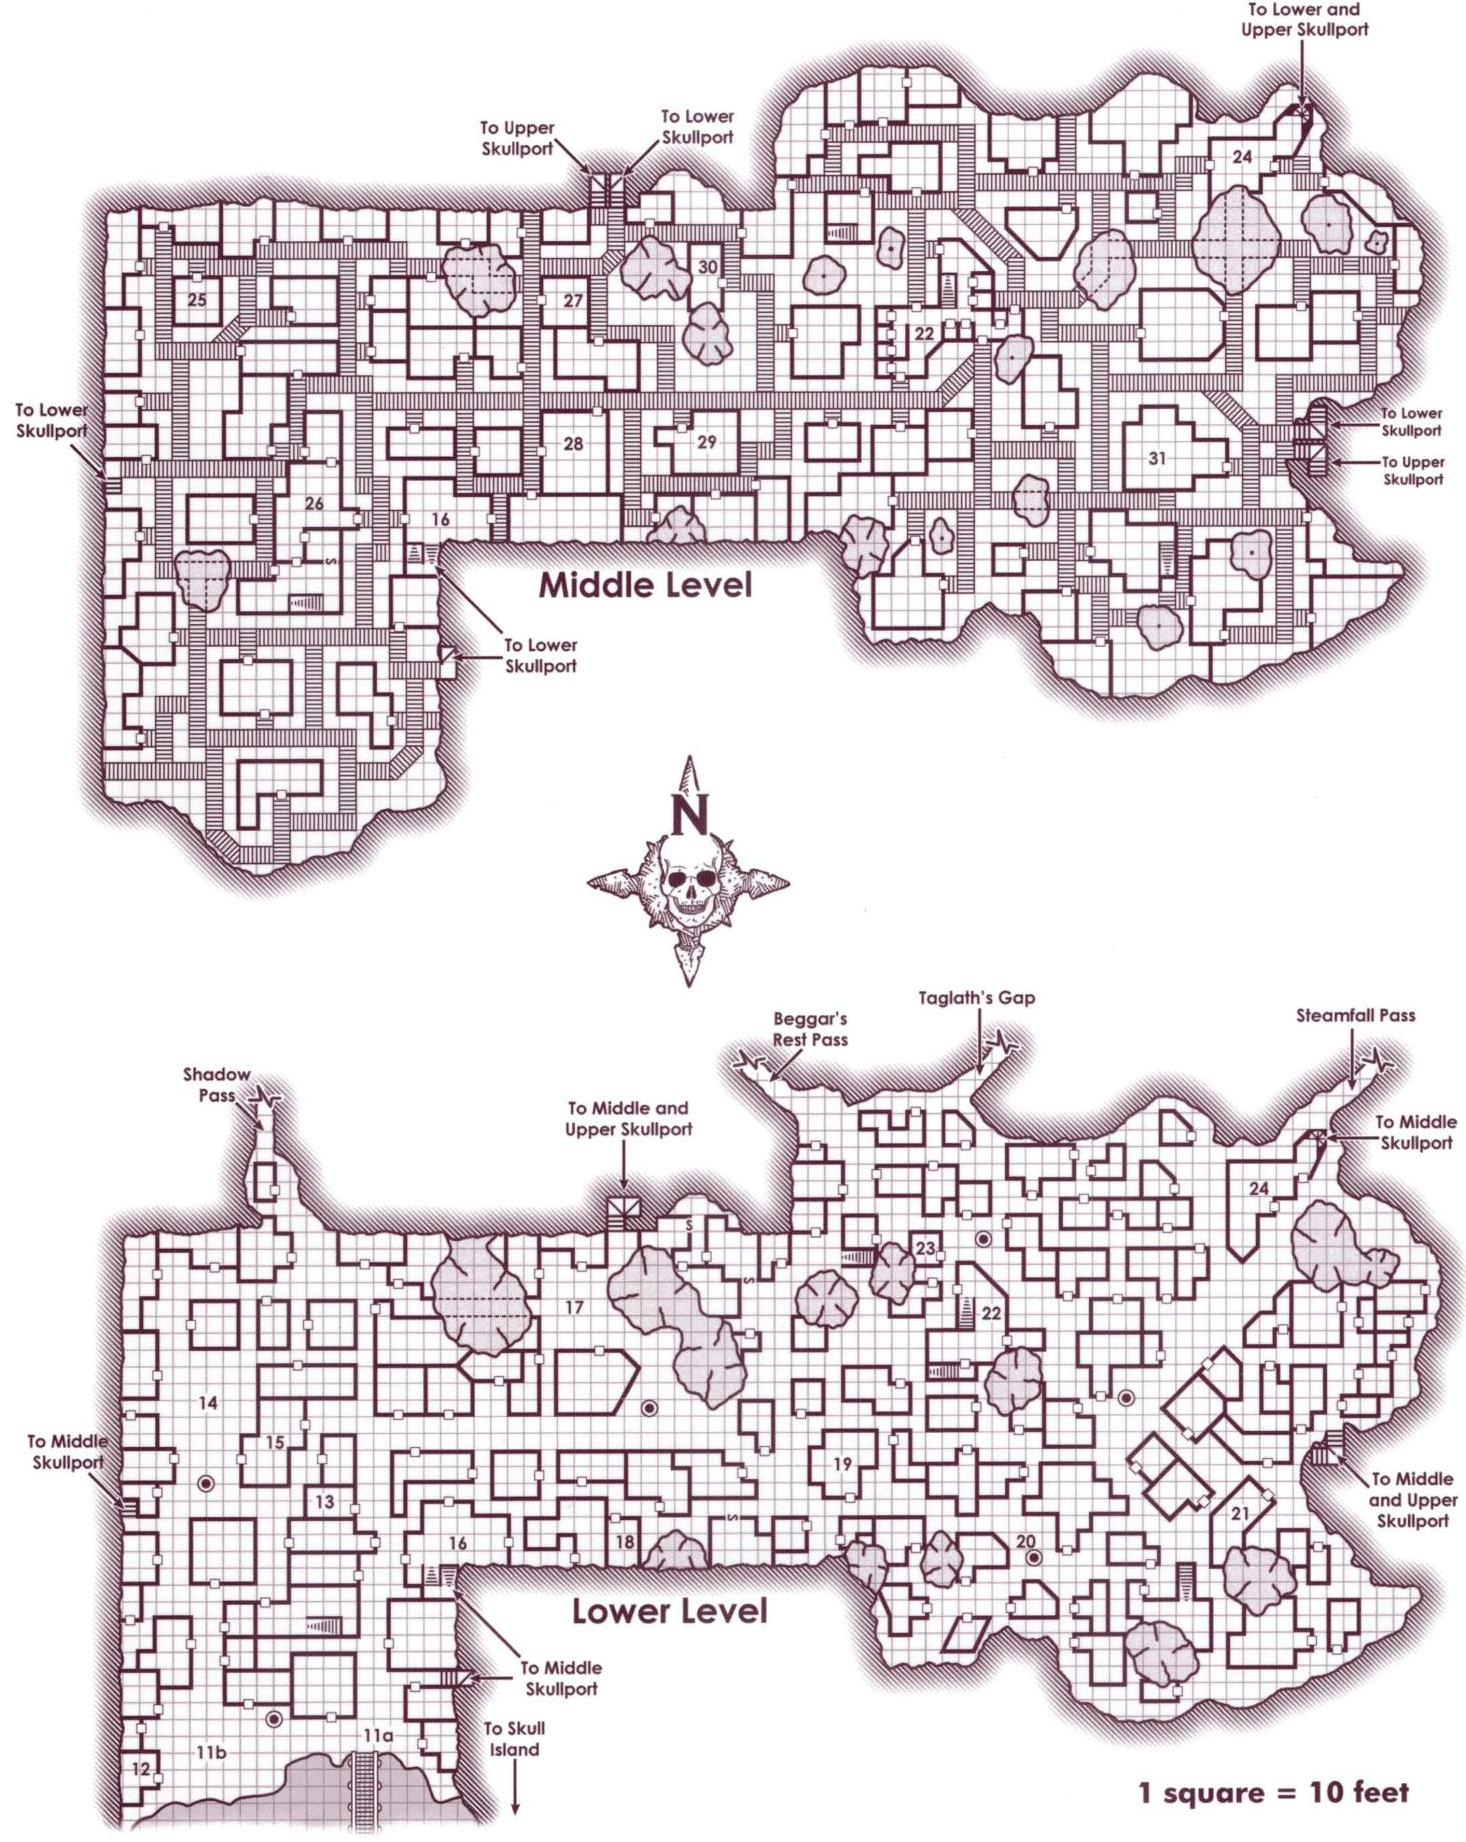 To Lower and
Upper Skullport
To Upper
Skullport
To Lower
Skullport
24
30
25
27
22
To Lower
Skullport
To Lower
Skullport
28
29
31
To Upper
Skullport
26
16
S
Middle Level
To Lower
Skullport
N
Taglath's Gap
Beggar's
Rest Pass
Steamfall Pass
Shadow
Pass
To Middle and
Upper Skullport
To Middle
Skullport
24
S
23
S
17
22
14
15
To Middle
Skullport
19
13
To Middle
and Upper
Skullport
21
S
16
18
20
Lower Level
To Middle
Skullport
To Skull
Island
11a
11b
12
1 square = 10 feet